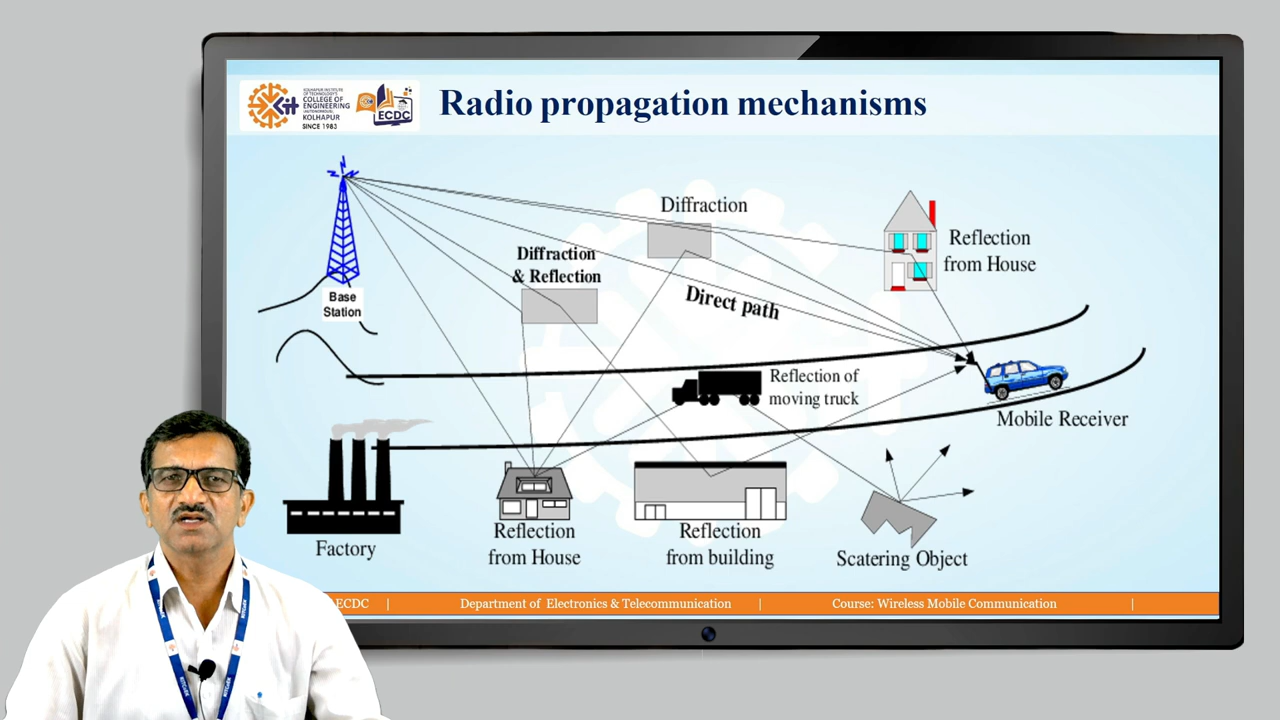 KOLHAPUR INSTITUTE
OF TECHNOLOGY'S
COLLEGE OF
ENGINEERING
(AUTONOMOUS),
KOLHAPUR
SINCE 1983
Kit
ECDC
Radio propagation mechanisms
Diffraction
Diffraction
& Reflection
Reflection
from House
Base
Station
Direct path
Reflection of
moving truck
Mobile Receiver
Factory
Reflection
from House
Reflection
from building
Scatering Object
ECDC |
Department of Electronics & Telecommunication |
Course: Wireless Mobile Communication |